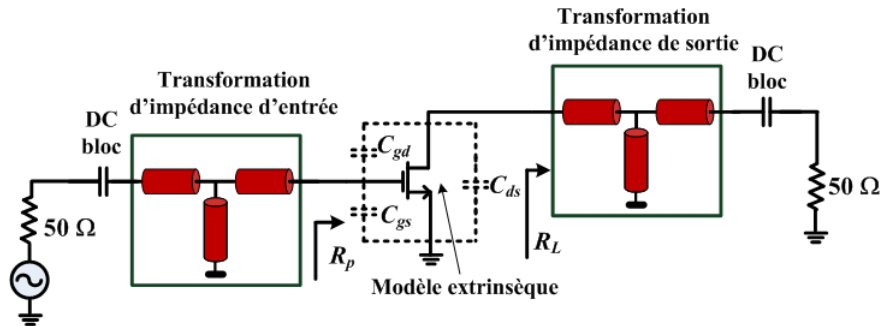 Transformation
d'impédance de sortie
DC
bloc
Transformation
d'impédance d'entrée
DC
bloc
C_gd
C_gs
C_ds
50 Ω
R_p
R_L
50 Ω
Modèle extrinsèque